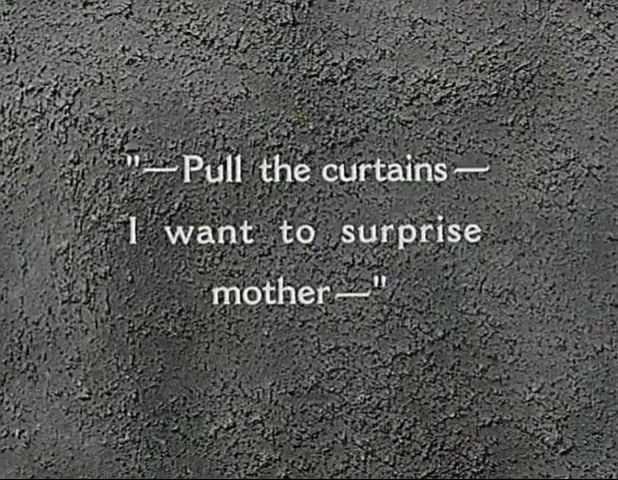 "—Pull the curtains—
I want to surprise
mother—"